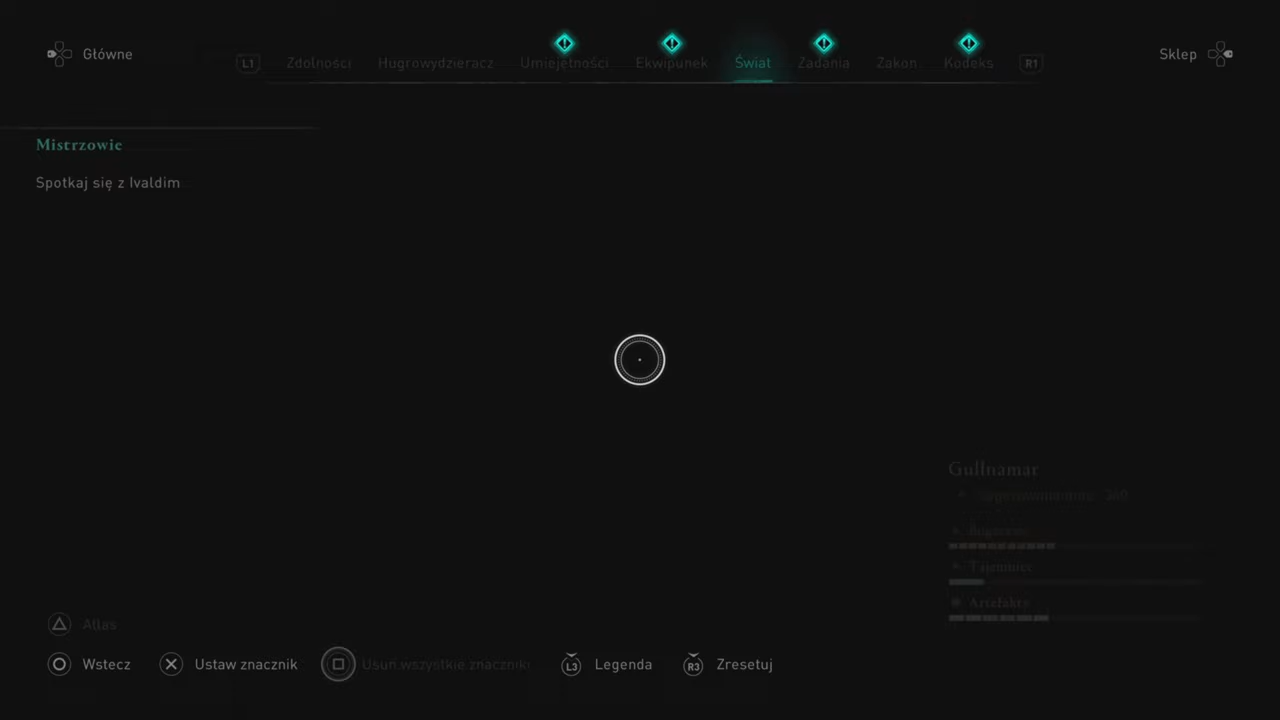 Główne
L1 Zdolności Hugrowydzieracz Umiejętności Ekwipunek Świat Zadania Zakon Kodeks R1
Sklep
Mistrzowie
Spotkaj się z Ivaldim
Gullnamar
Tajemnice
Artefakty
Atlas
Wstecz Ustaw znacznik Usuń wszystkie znaczniki L3 Legenda R3 Zresetuj